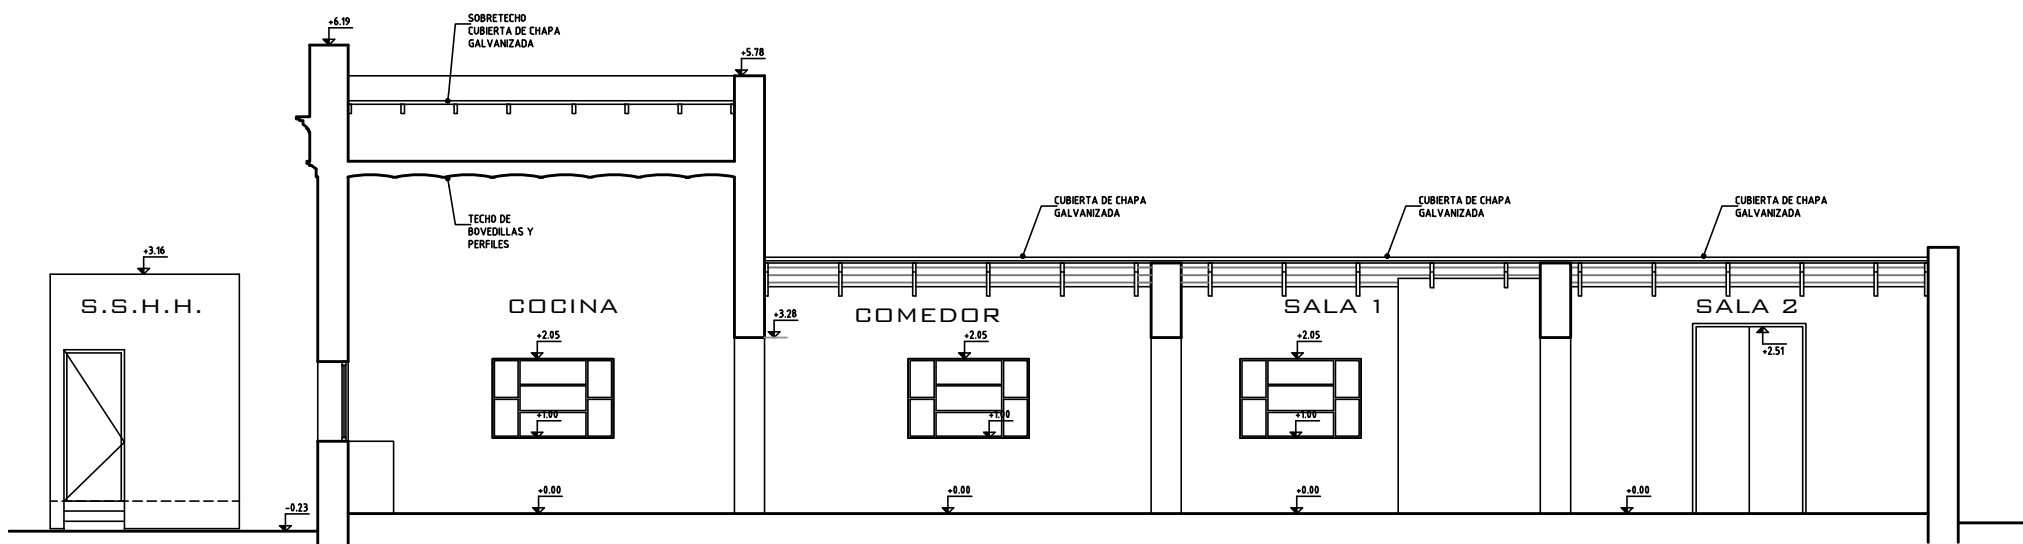 +6.19
SOBRETECHO
CUBIERTA DE CHAPA
GALVANIZADA
+5.78
TECHO DE
BOVEDILLAS Y
PERFILES
CUBIERTA DE CHAPA
GALVANIZADA
CUBIERTA DE CHAPA
GALVANIZADA
CUBIERTA DE CHAPA
GALVANIZADA
+3.16
S.S.H.H.
COCINA
COMEDOR
SALA 1
SALA 2
+3.28
+2.05
+2.05
+2.05
+2.51
+1.00
+1.00
+1.00
+0.00
+0.00
+0.00
+0.00
-0.23